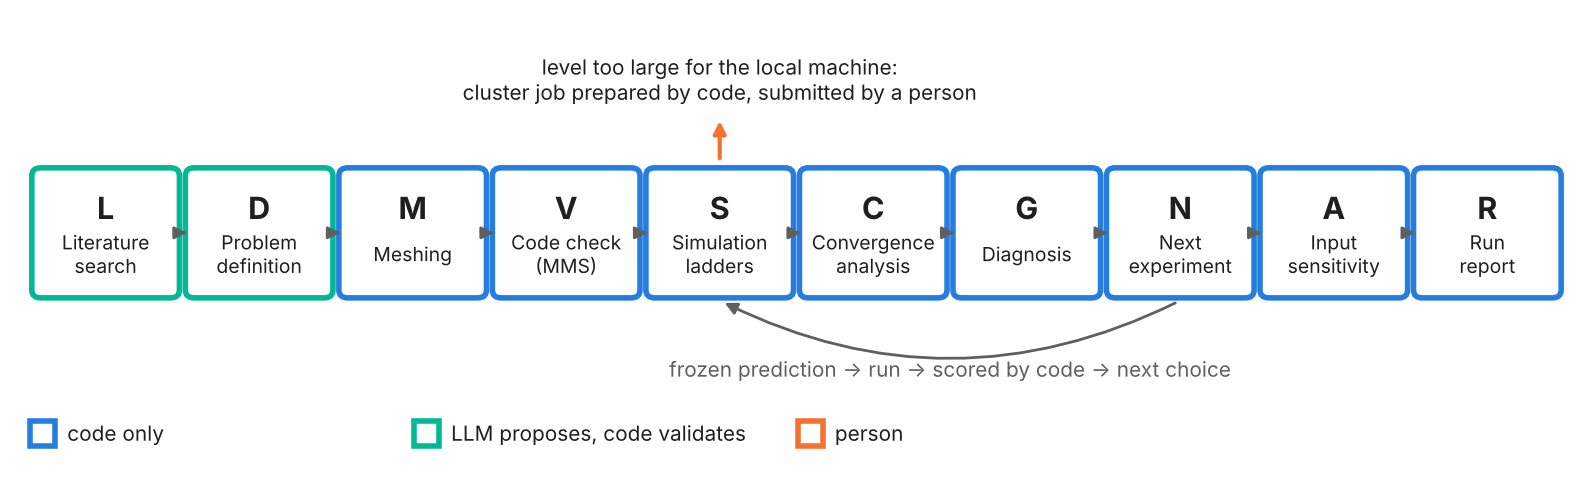 level too large for the local machine:
cluster job prepared by code, submitted by a person
L
Literature
search
D
Problem
definition
M
Meshing
V
Code check
(MMS)
S
Simulation
ladders
C
Convergence
analysis
G
Diagnosis
N
Next
experiment
A
Input
sensitivity
R
Run
report
frozen prediction → run → scored by code → next choice
code only
LLM proposes, code validates
person